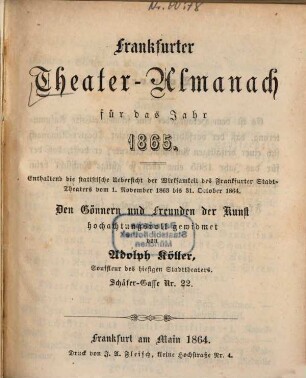 Frankfurter
Theater-Almanach
für das Jahr
1865.
Enthaltend die statistische Uebersicht der Wirksamkeit des Frankfurter Stadt-
Theaters vom 1. November 1863 bis 31. October 1864.
Den Gönnern und Freunden der Kunst
hochachtungsvoll gewidmet
von
Adolph Köller,
Souffleur des hiesigen Stadttheaters.
Schäfer-Gasse Nr. 22.
Frankfurt am Main 1864.
Druck von J. A. Fleisch, kleine Hochstraße Nr. 4.